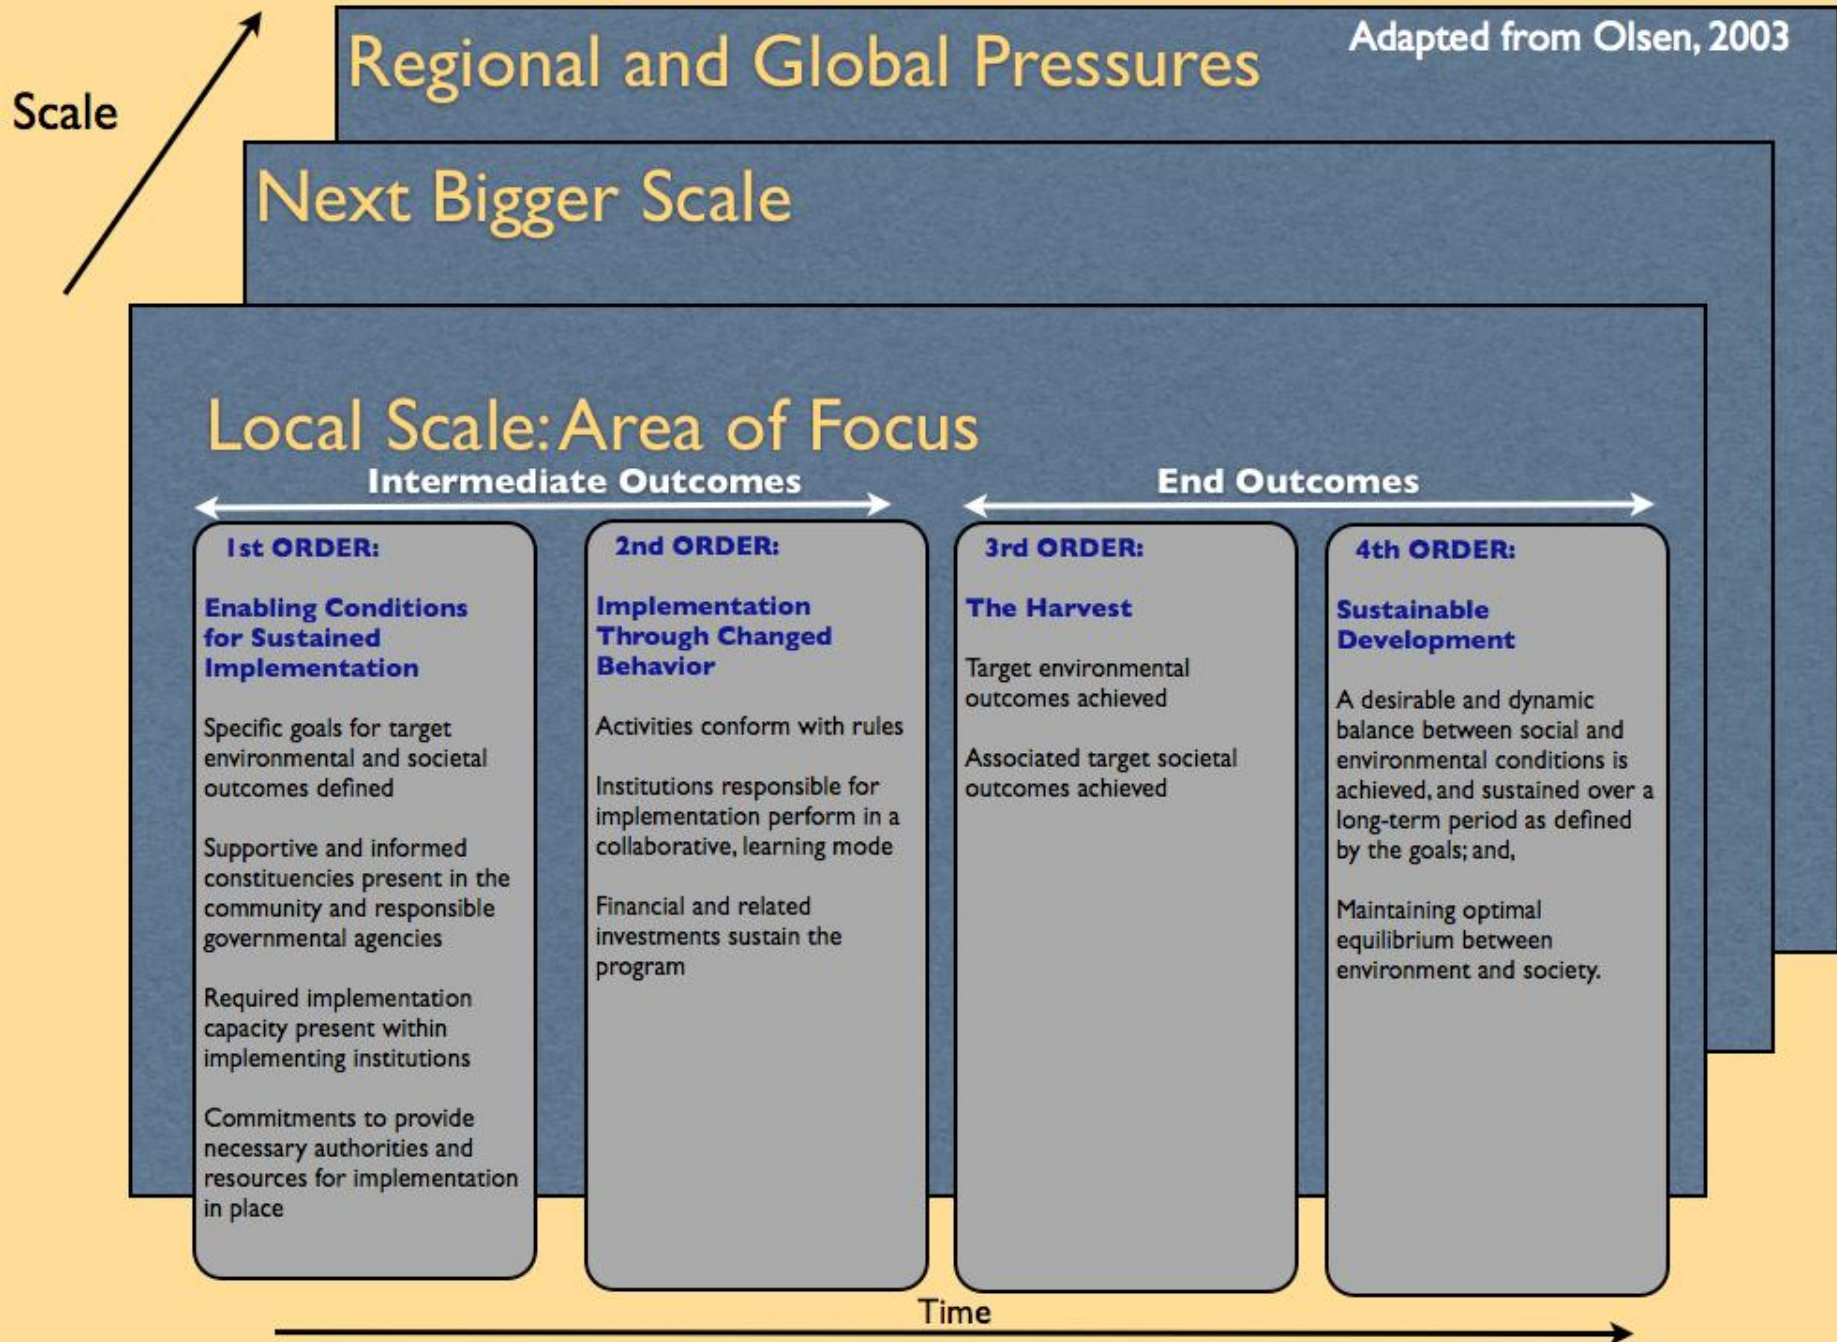 Scale
Regional and Global Pressures
Adapted from Olsen, 2003
Next Bigger Scale
Local Scale: Area of Focus
Intermediate Outcomes
End Outcomes
1st ORDER:
Enabling Conditions
for Sustained
Implementation
Specific goals for target
environmental and societal
outcomes defined
Supportive and informed
constituencies present in the
community and responsible
governmental agencies
Required implementation
capacity present within
implementing institutions
Commitments to provide
necessary authorities and
resources for implementation
in place
2nd ORDER:
Implementation
Through Changed
Behavior
Activities conform with rules
Institutions responsible for
implementation perform in a
collaborative, learning mode
Financial and related
investments sustain the
program
3rd ORDER:
The Harvest
Target environmental
outcomes achieved
Associated target societal
outcomes achieved
4th ORDER:
Sustainable
Development
A desirable and dynamic
balance between social and
environmental conditions is
achieved, and sustained over a
long-term period as defined
by the goals; and,
Maintaining optimal
equilibrium between
environment and society.
Time